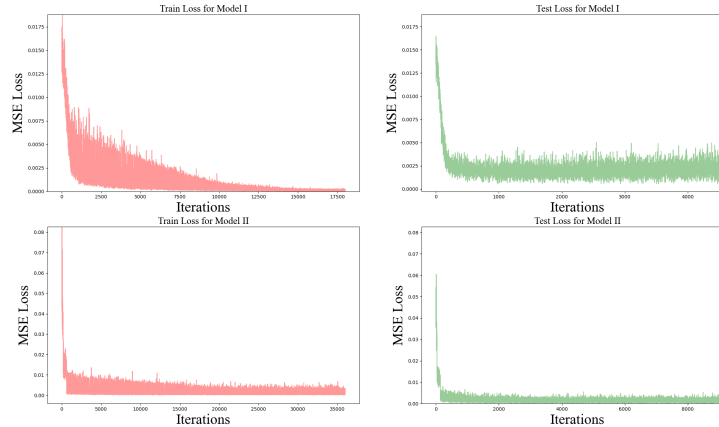 Train Loss for Model I
MSE Loss
0.0175
0.0150
0.0125
0.0100
0.0075
0.0050
0.0025
0.0000
0 2500 5000 7500 10000 12500 15000 17500
Iterations
Test Loss for Model I
MSE Loss
0.0175
0.0150
0.0125
0.0100
0.0075
0.0050
0.0025
0.0000
0 1000 2000 3000 4000
Iterations
Train Loss for Model II
MSE Loss
0.08
0.07
0.06
0.05
0.04
0.03
0.02
0.01
0.00
0 5000 10000 15000 20000 25000 30000 35000
Iterations
Test Loss for Model II
MSE Loss
0.08
0.07
0.06
0.05
0.04
0.03
0.02
0.01
0.00
0 2000 4000 6000 8000
Iterations